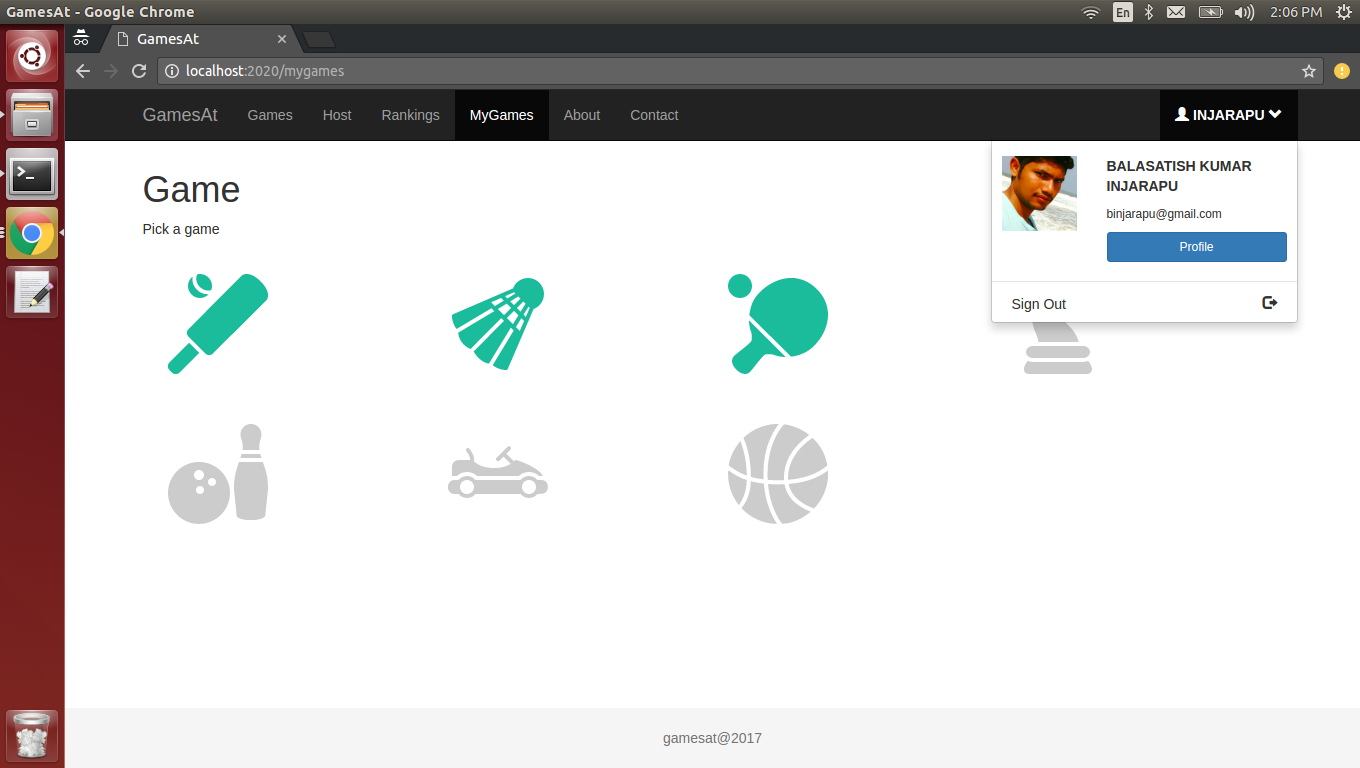 GamesAt - Google Chrome
En
2:06 PM
GamesAt
localhost:2020/mygames
GamesAt Games Host Rankings MyGames About Contact INJARAPU
Game
Pick a game
BALASATISH KUMAR
INJARAPU
binjarapu@gmail.com
Profile
Sign Out
gamesat@2017